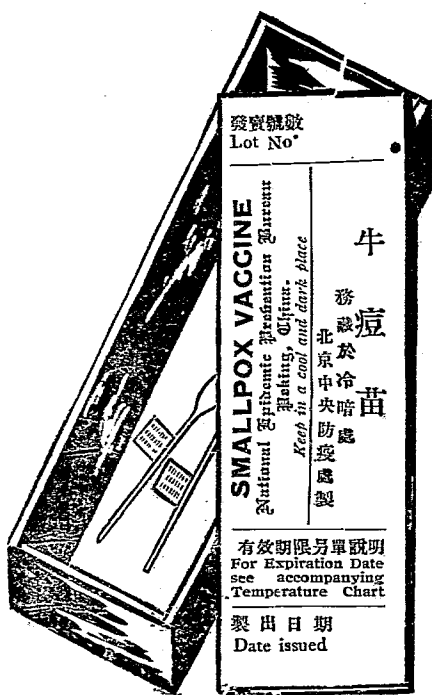 發賣號數
Lot No.
SMALLPOX VACCINE
National Epidemic Prevention Bureau
Peking, China.
Keep in a cool and dark place
牛痘苗
務藏於冷暗處
北京中央防疫處製
有效期限另單說明
For Expiration Date
see accompanying
Temperature Chart
製出日期
Date issued